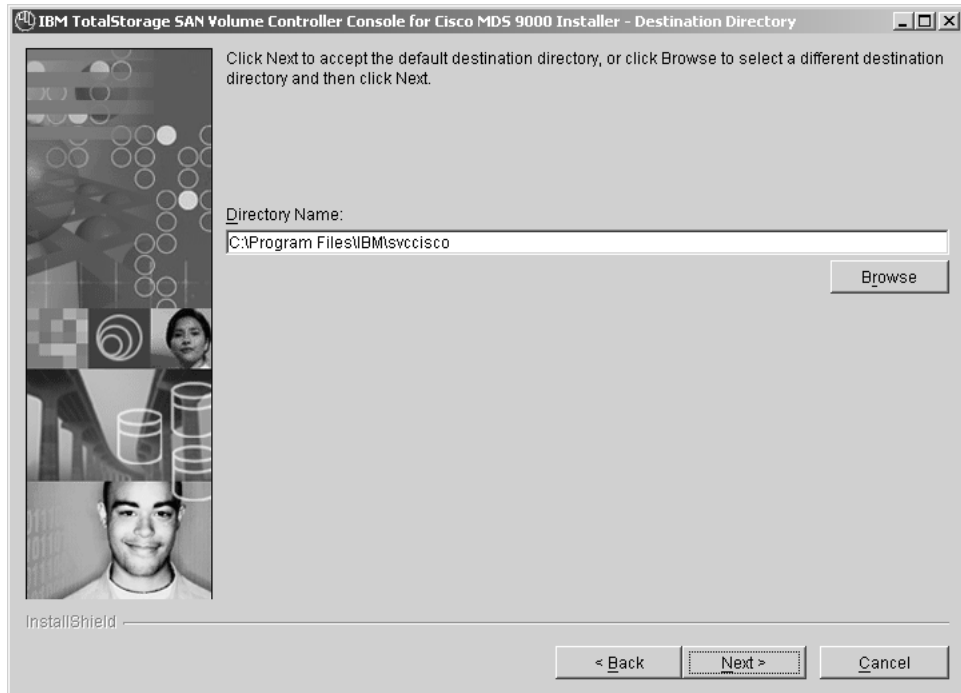 IBM TotalStorage SAN Volume Controller Console for Cisco MDS 9000 Installer - Destination Directory
Click Next to accept the default destination directory, or click Browse to select a different destination
directory and then click Next.
Directory Name:
C:\Program Files\IBM\svccisco
Browse
InstallShield
< Back
Next >
Cancel